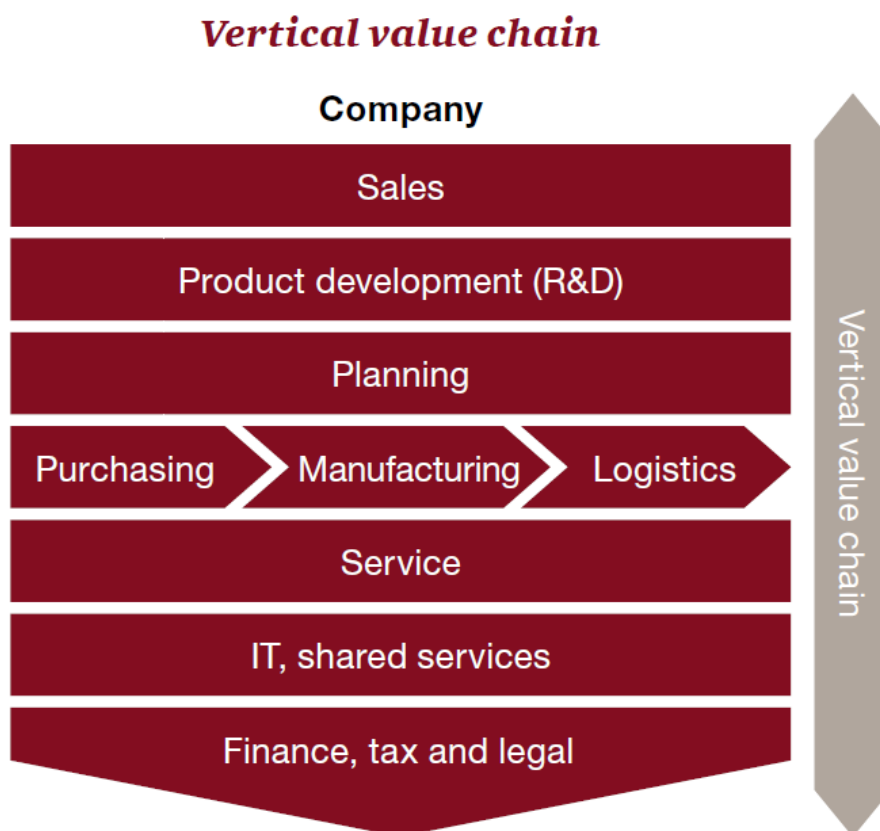 Vertical value chain
Company
Sales
Product development (R&D)
Planning
Purchasing
Manufacturing
Logistics
Service
IT, shared services
Finance, tax and legal
Vertical value chain